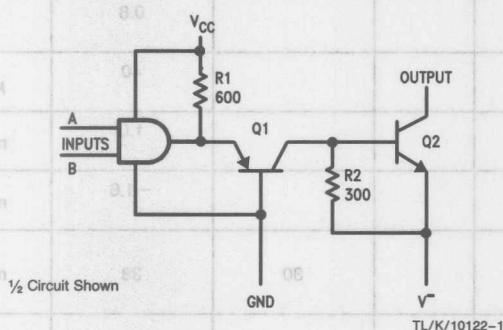 VCC
R1
600
OUTPUT
A
INPUTS
B
Q1
Q2
R2
300
½ Circuit Shown
GND
V⁻
TL/K/10122–1